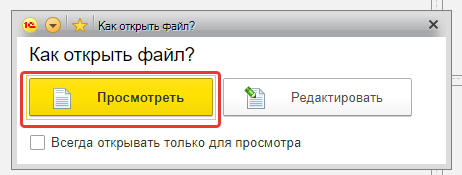 1С Как открыть файл?
Как открыть файл?
Просмотреть Редактировать
Всегда открывать только для просмотра